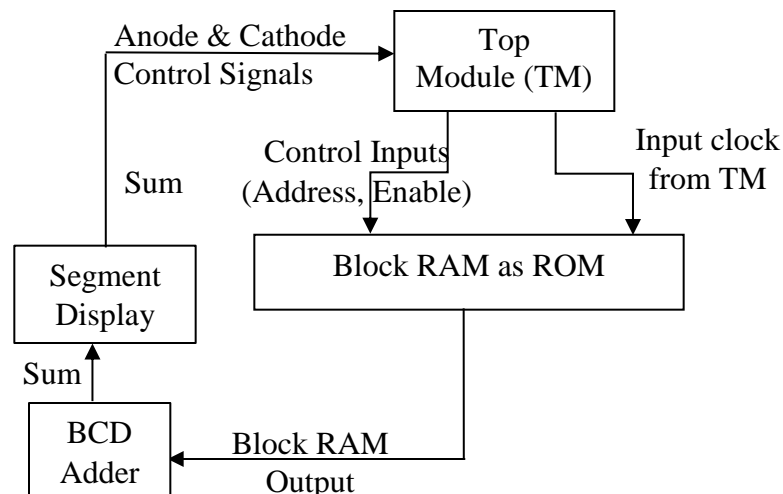 Anode & Cathode
Control Signals
Top
Module (TM)
Control Inputs
(Address, Enable)
Input clock
from TM
Sum
Block RAM as ROM
Segment
Display
Sum
BCD
Adder
Block RAM
Output